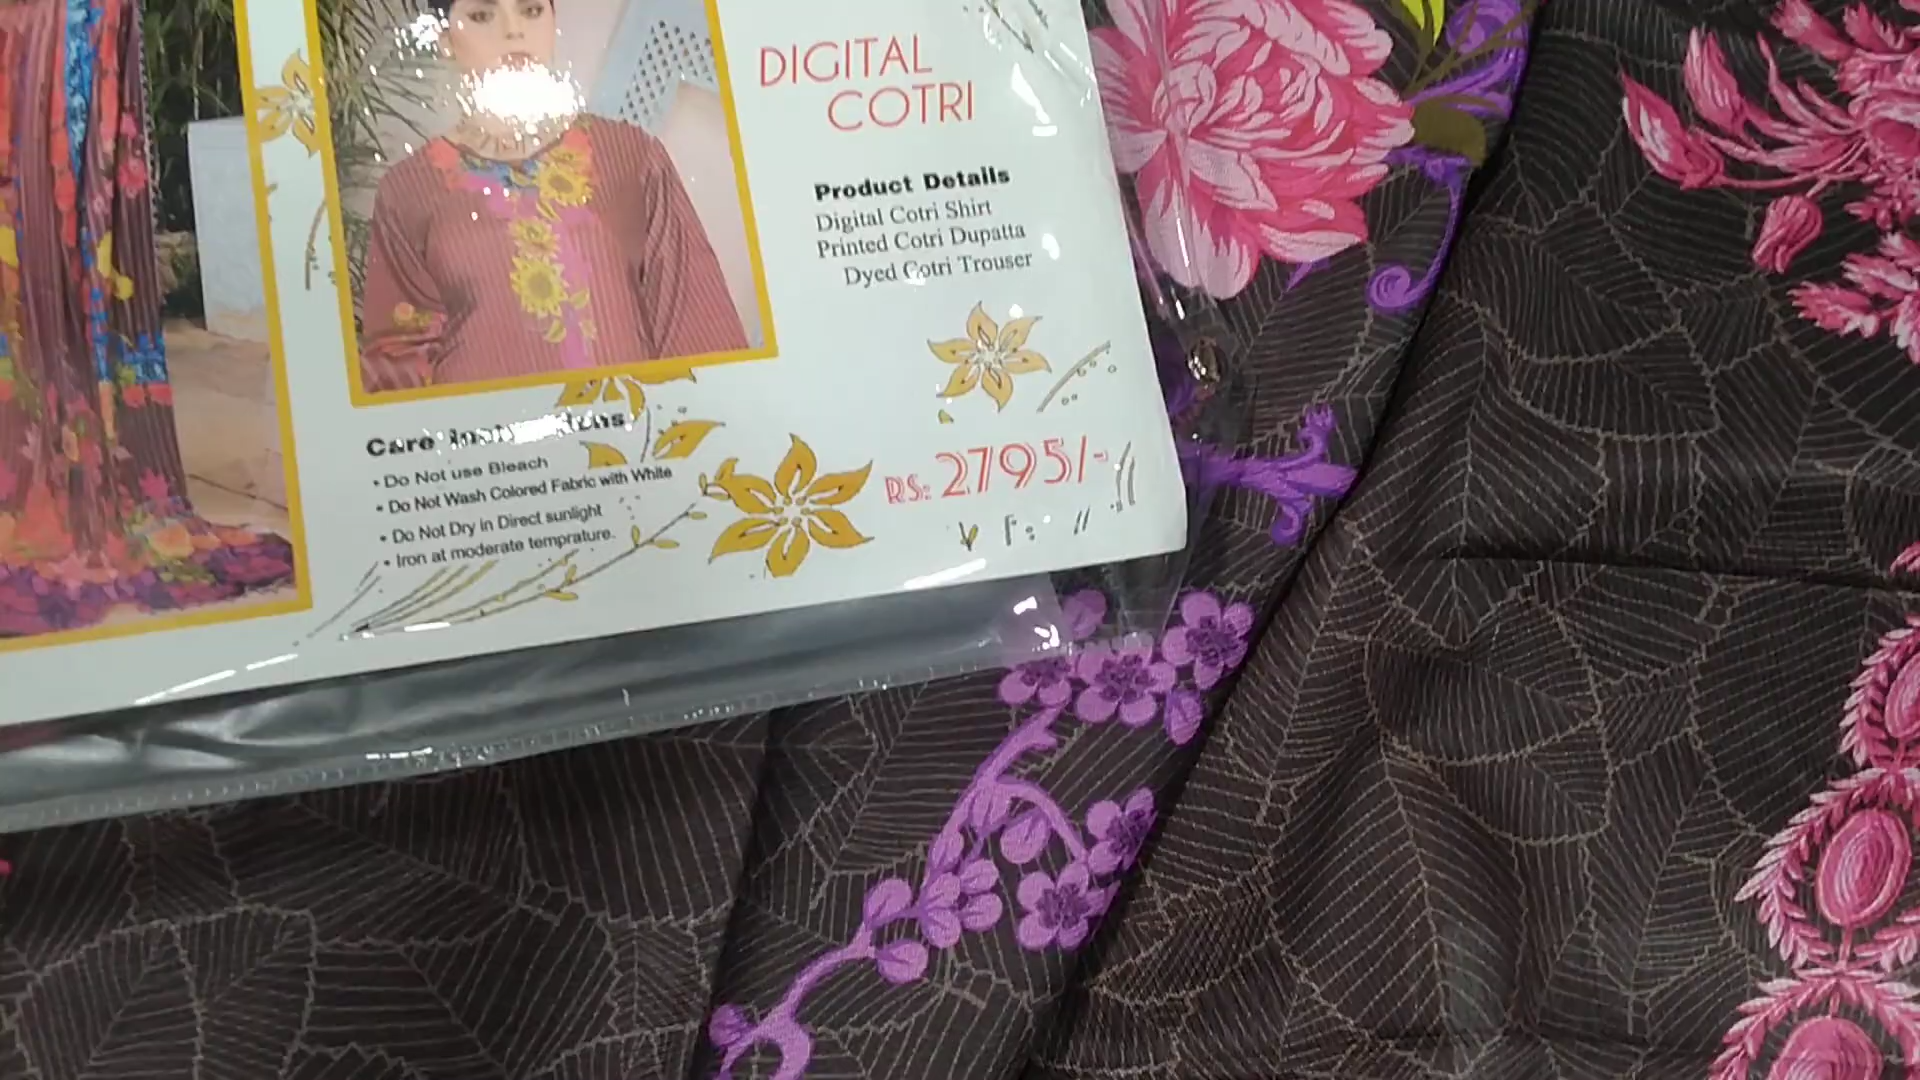 DIGITAL
COTRI
Product Details
Digital Cotri Shirt
Printed Cotri Dupatta
Dyed Cotri Trouser
Care
• Do Not use Bleach
• Do Not Wash Colored Fabric with White
• Do Not Dry in Direct sunlight
• Iron at moderate temprature.
RS: 2795/-